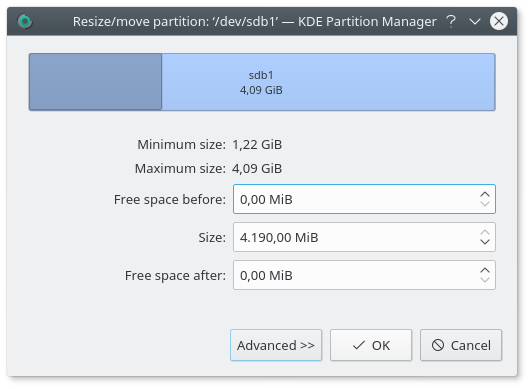 Resize/move partition: ‘/dev/sdb1’ — KDE Partition Manager ?
sdb1
4,09 GiB
Minimum size: 1,22 GiB
Maximum size: 4,09 GiB
Free space before: 0,00 MiB
Size: 4.190,00 MiB
Free space after: 0,00 MiB
Advanced >> OK Cancel